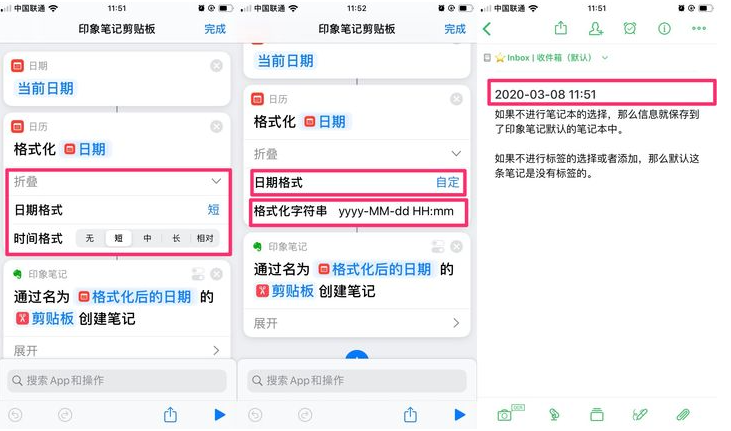 中国联通 11:51
印象笔记剪贴板 完成
日期
当前日期
日历
格式化 日期
折叠
日期格式 短
时间格式 无 短 中 长 相对
印象笔记
通过名为 格式化后的日期 的
剪贴板 创建笔记
展开
搜索 App 和操作
中国联通 11:52
印象笔记剪贴板 完成
日期
当前日期
日历
格式化 日期
折叠
日期格式 自定
格式化字符串 yyyy-MM-dd HH:mm
印象笔记
通过名为 格式化后的日期 的
剪贴板 创建笔记
展开
搜索 App 和操作
中国联通 11:51
Inbox | 收件箱（默认）
2020-03-08 11:51
如果不进行笔记本的选择，那么信息就保存到
了印象笔记默认的笔记本中。
如果不进行标签的选择或者添加，那么默认这
条笔记是没有标签的。